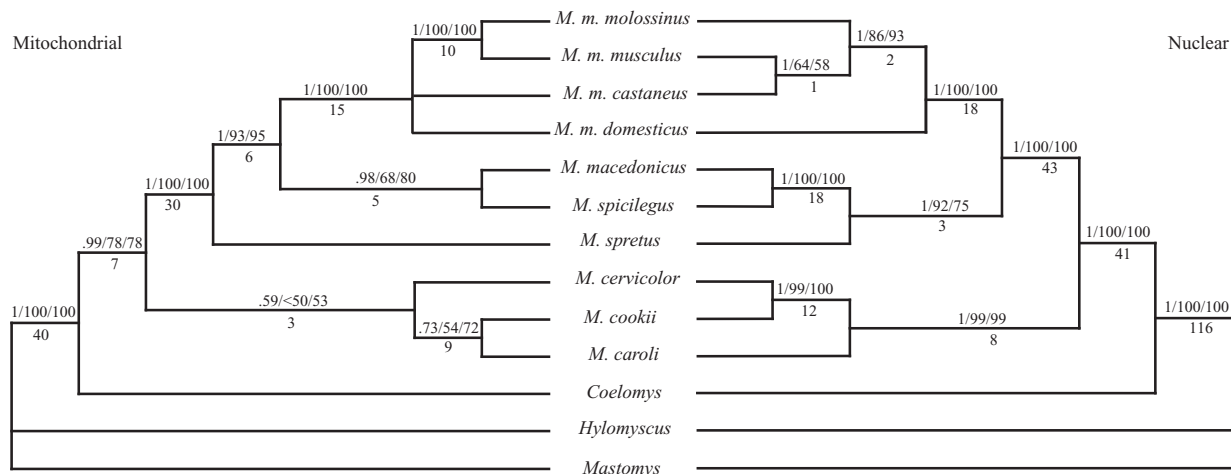 Mitochondrial
Nuclear
M. m. molossinus
M. m. musculus
M. m. castaneus
M. m. domesticus
M. macedonicus
M. spicilegus
M. spretus
M. cervicolor
M. cookii
M. caroli
Coelomys
Hylomyscus
Mastomys
1/100/100
10
1/100/100
15
1/93/95
6
.98/68/80
5
1/100/100
30
.99/78/78
7
.59/<50/53
3
.73/54/72
9
1/100/100
40
1/86/93
2
1/64/58
1
1/100/100
18
1/100/100
43
1/100/100
18
1/92/75
3
1/100/100
41
1/99/100
12
1/99/99
8
1/100/100
116